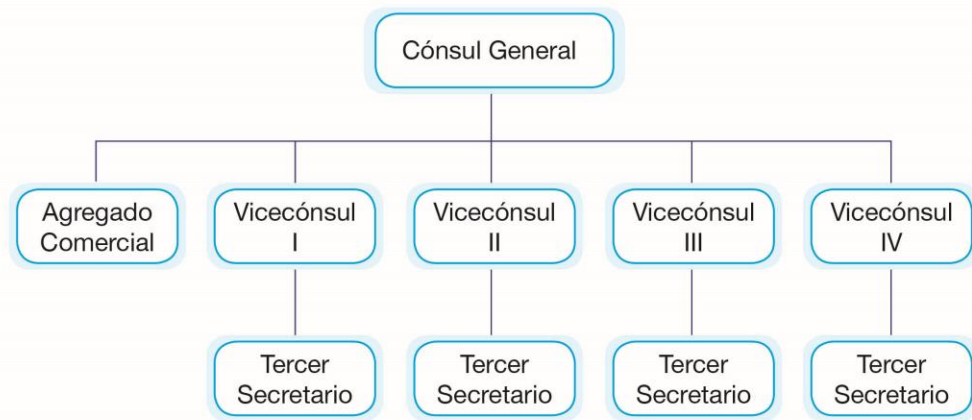 Cónsul General
Agregado
Comercial
Vicecónsul
I
Vicecónsul
II
Vicecónsul
III
Vicecónsul
IV
Tercer
Secretario
Tercer
Secretario
Tercer
Secretario
Tercer
Secretario